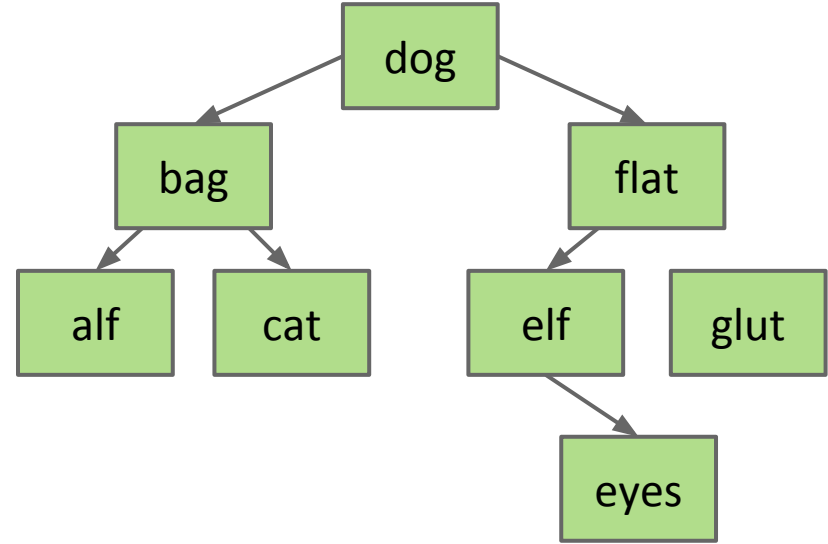 dog
bag
flat
alf
cat
elf
glut
eyes